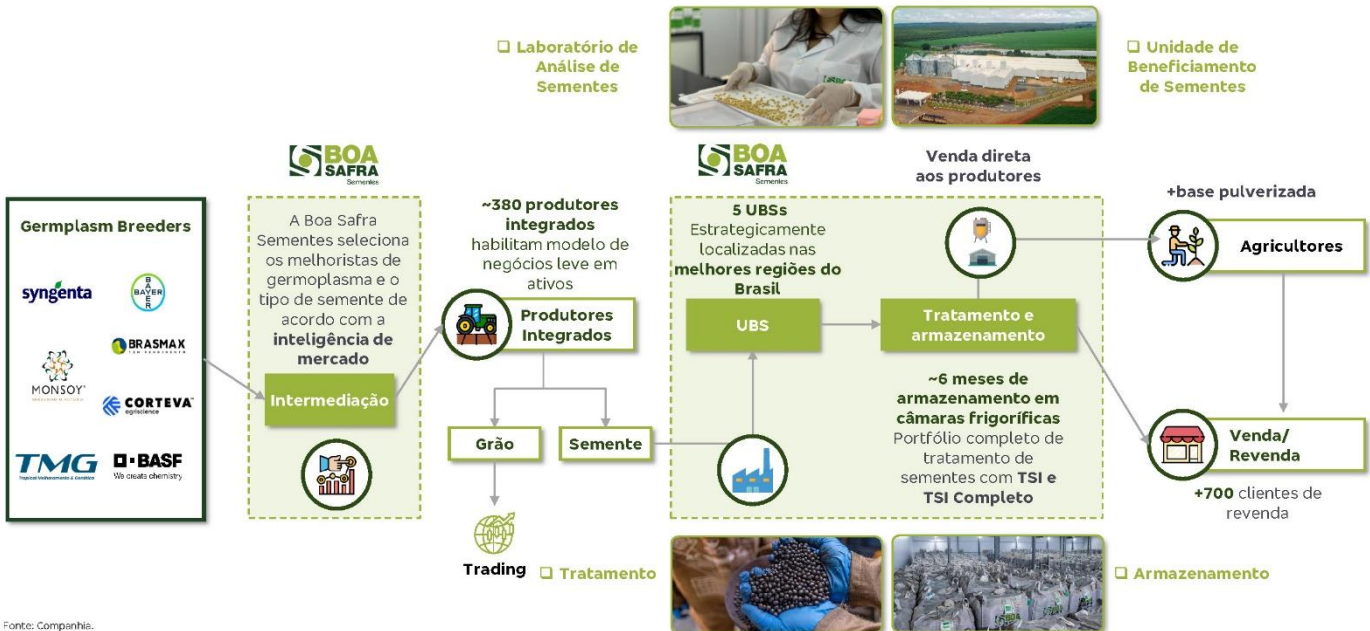 ❑ Laboratório de
Análise de
Sementes
❑ Unidade de
Beneficiamento
de Sementes
BOA
SAFRA
Sementes
BOA
SAFRA
Sementes
Venda direta
aos produtores
Germplasm Breeders
syngenta
BAYER
BAYER
BRASMAX
MONSOY
CORTEVA™
agriscience
TMG
Tropical Melhoramento & Genética
BASF
We create chemistry
A Boa Safra
Sementes seleciona
os melhoristas de
germoplasma e o
tipo de semente de
acordo com a
inteligência de
mercado
Intermediação
~380 produtores
integrados
habilitam modelo de
negócios leve em
ativos
Produtores
Integrados
Grão
Semente
Trading
5 UBSs
Estrategicamente
localizadas nas
melhores regiões do
Brasil
UBS
Tratamento e
armazenamento
~6 meses de
armazenamento em
câmaras frigoríficas
Portfólio completo de
tratamento de
sementes com TSI e
TSI Completo
+base pulverizada
Agricultores
Venda/
Revenda
+700 clientes de
revenda
❑ Tratamento
❑ Armazenamento
Fonte: Companhia.